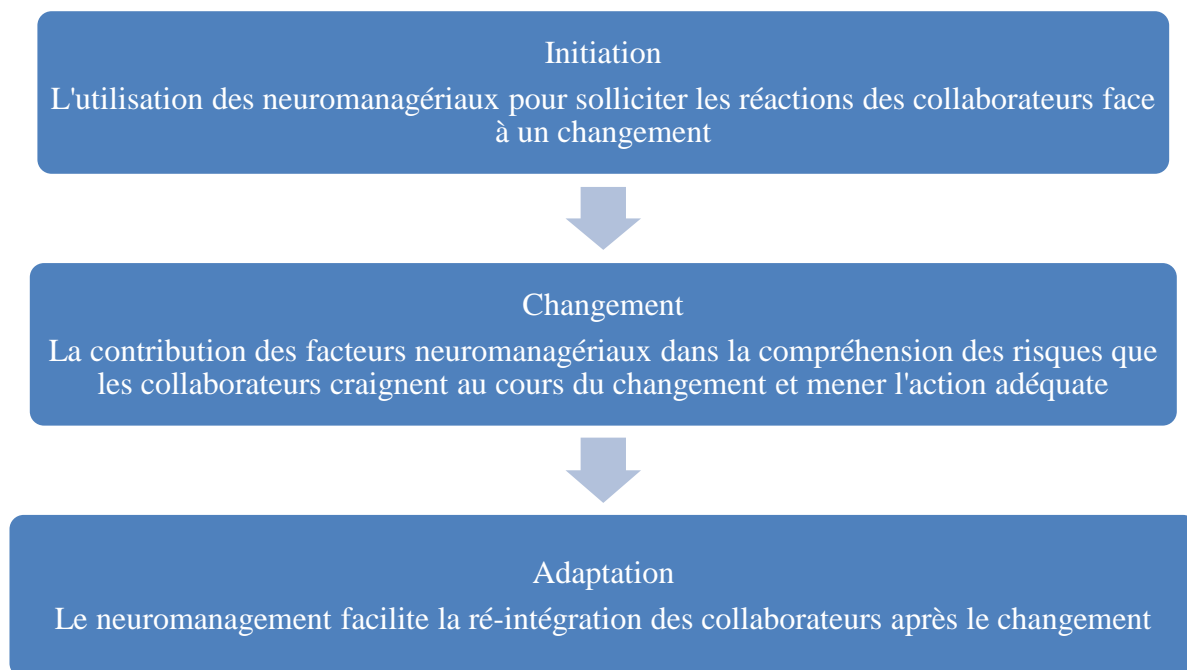 Initiation
L'utilisation des neuromanagériaux pour solliciter les réactions des collaborateurs face
à un changement
Changement
La contribution des facteurs neuromanagériaux dans la compréhension des risques que
les collaborateurs craignent au cours du changement et mener l'action adéquate
Adaptation
Le neuromanagement facilite la ré-intégration des collaborateurs après le changement